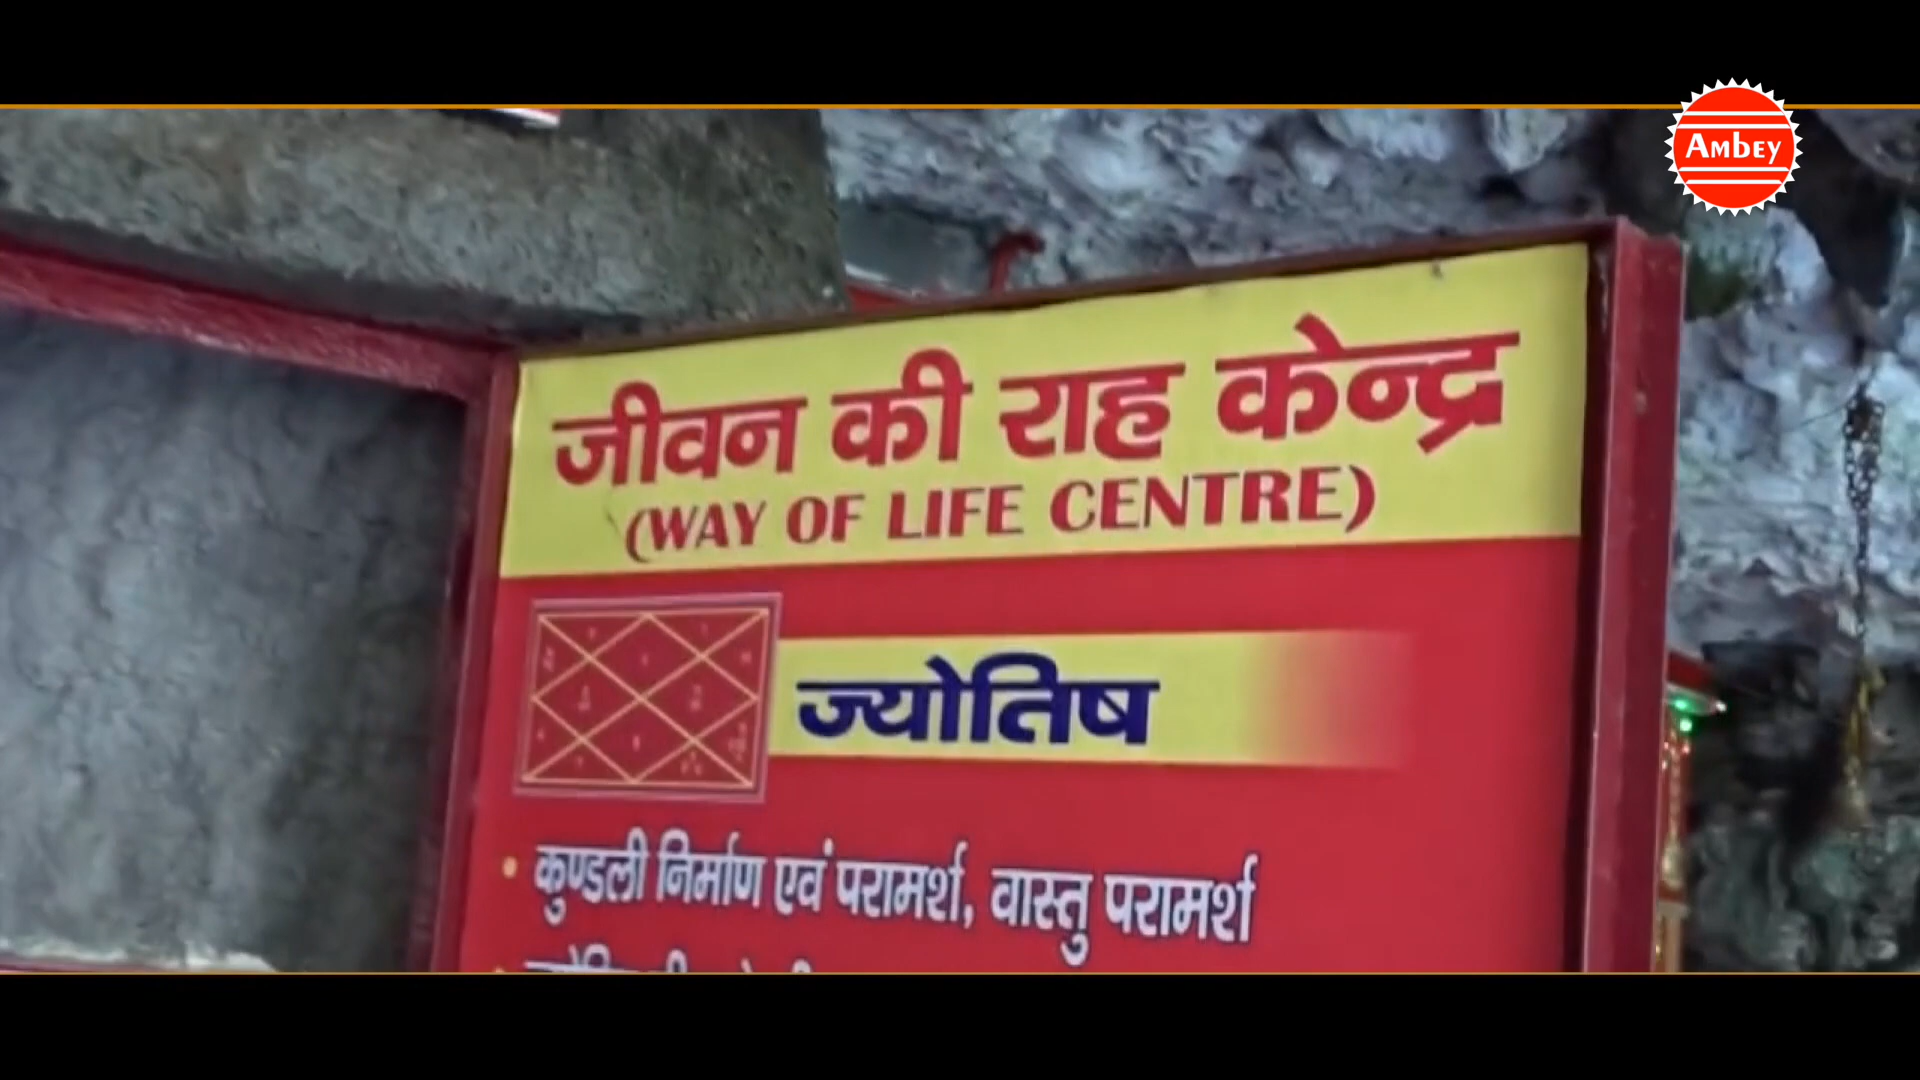 AMBEY
जीवन की राह केन्द्र
(WAY OF LIFE CENTRE)
ज्योतिष
• कुण्डली निर्माण एवं परामर्श, वास्तु परामर्श